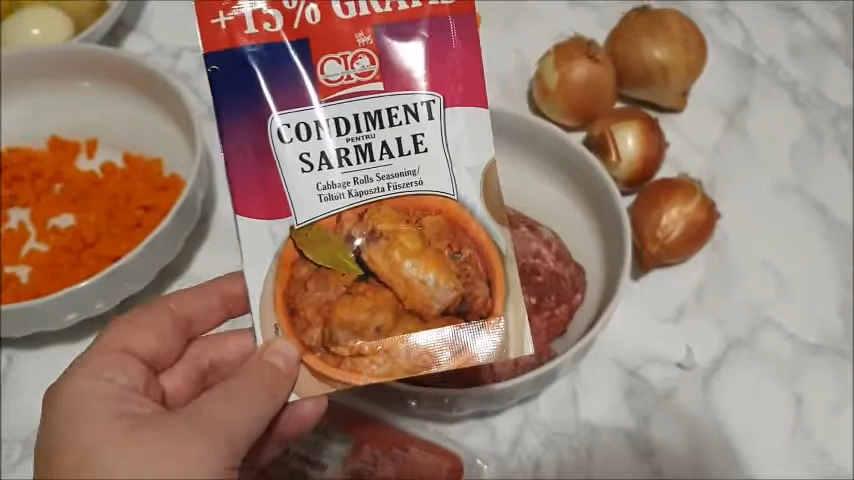 +15% GRATIS
CIO
CONDIMENT
PENTRU
SARMALE
Cabbage Rolls Seasoning/
Töltött Káposzta Fűszersó